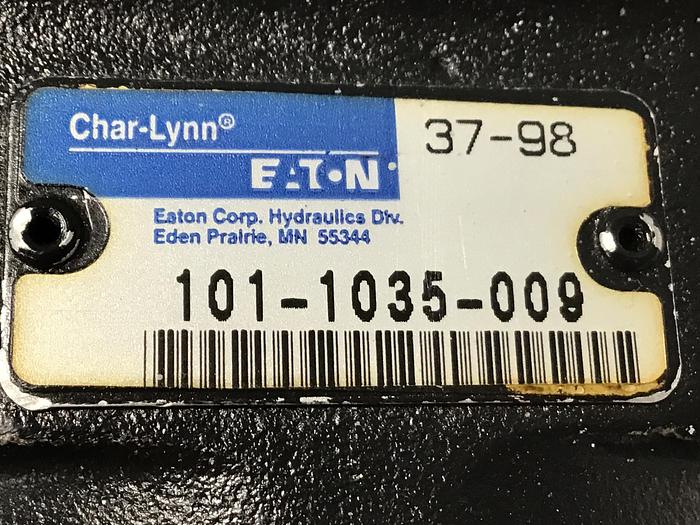 Char-Lynn®
37-98
EATON
Eaton Corp. Hydraulics Div.
Eden Prairie, MN 55344
101-1035-009